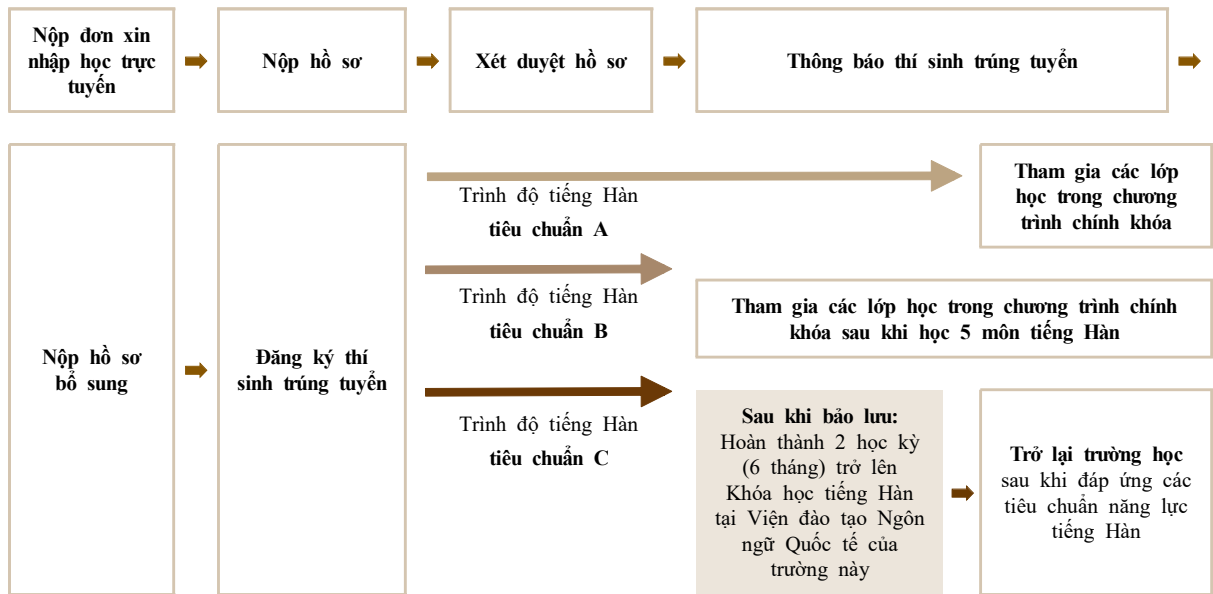 Nộp đơn xin
nhập học trực
tuyến
Nộp hồ sơ
Xét duyệt hồ sơ
Thông báo thí sinh trúng tuyển
Nộp hồ sơ
bổ sung
Đăng ký thí
sinh trúng tuyển
Trình độ tiếng Hàn
tiêu chuẩn A
Tham gia các lớp
học trong chương
trình chính khóa
Trình độ tiếng Hàn
tiêu chuẩn B
Tham gia các lớp học trong chương trình chính
khóa sau khi học 5 môn tiếng Hàn
Trình độ tiếng Hàn
tiêu chuẩn C
Sau khi bảo lưu:
Hoàn thành 2 học kỳ
(6 tháng) trở lên
Khóa học tiếng Hàn
tại Viện đào tạo Ngôn
ngữ Quốc tế của
trường này
Trở lại trường học
sau khi đáp ứng các
tiêu chuẩn năng lực
tiếng Hàn